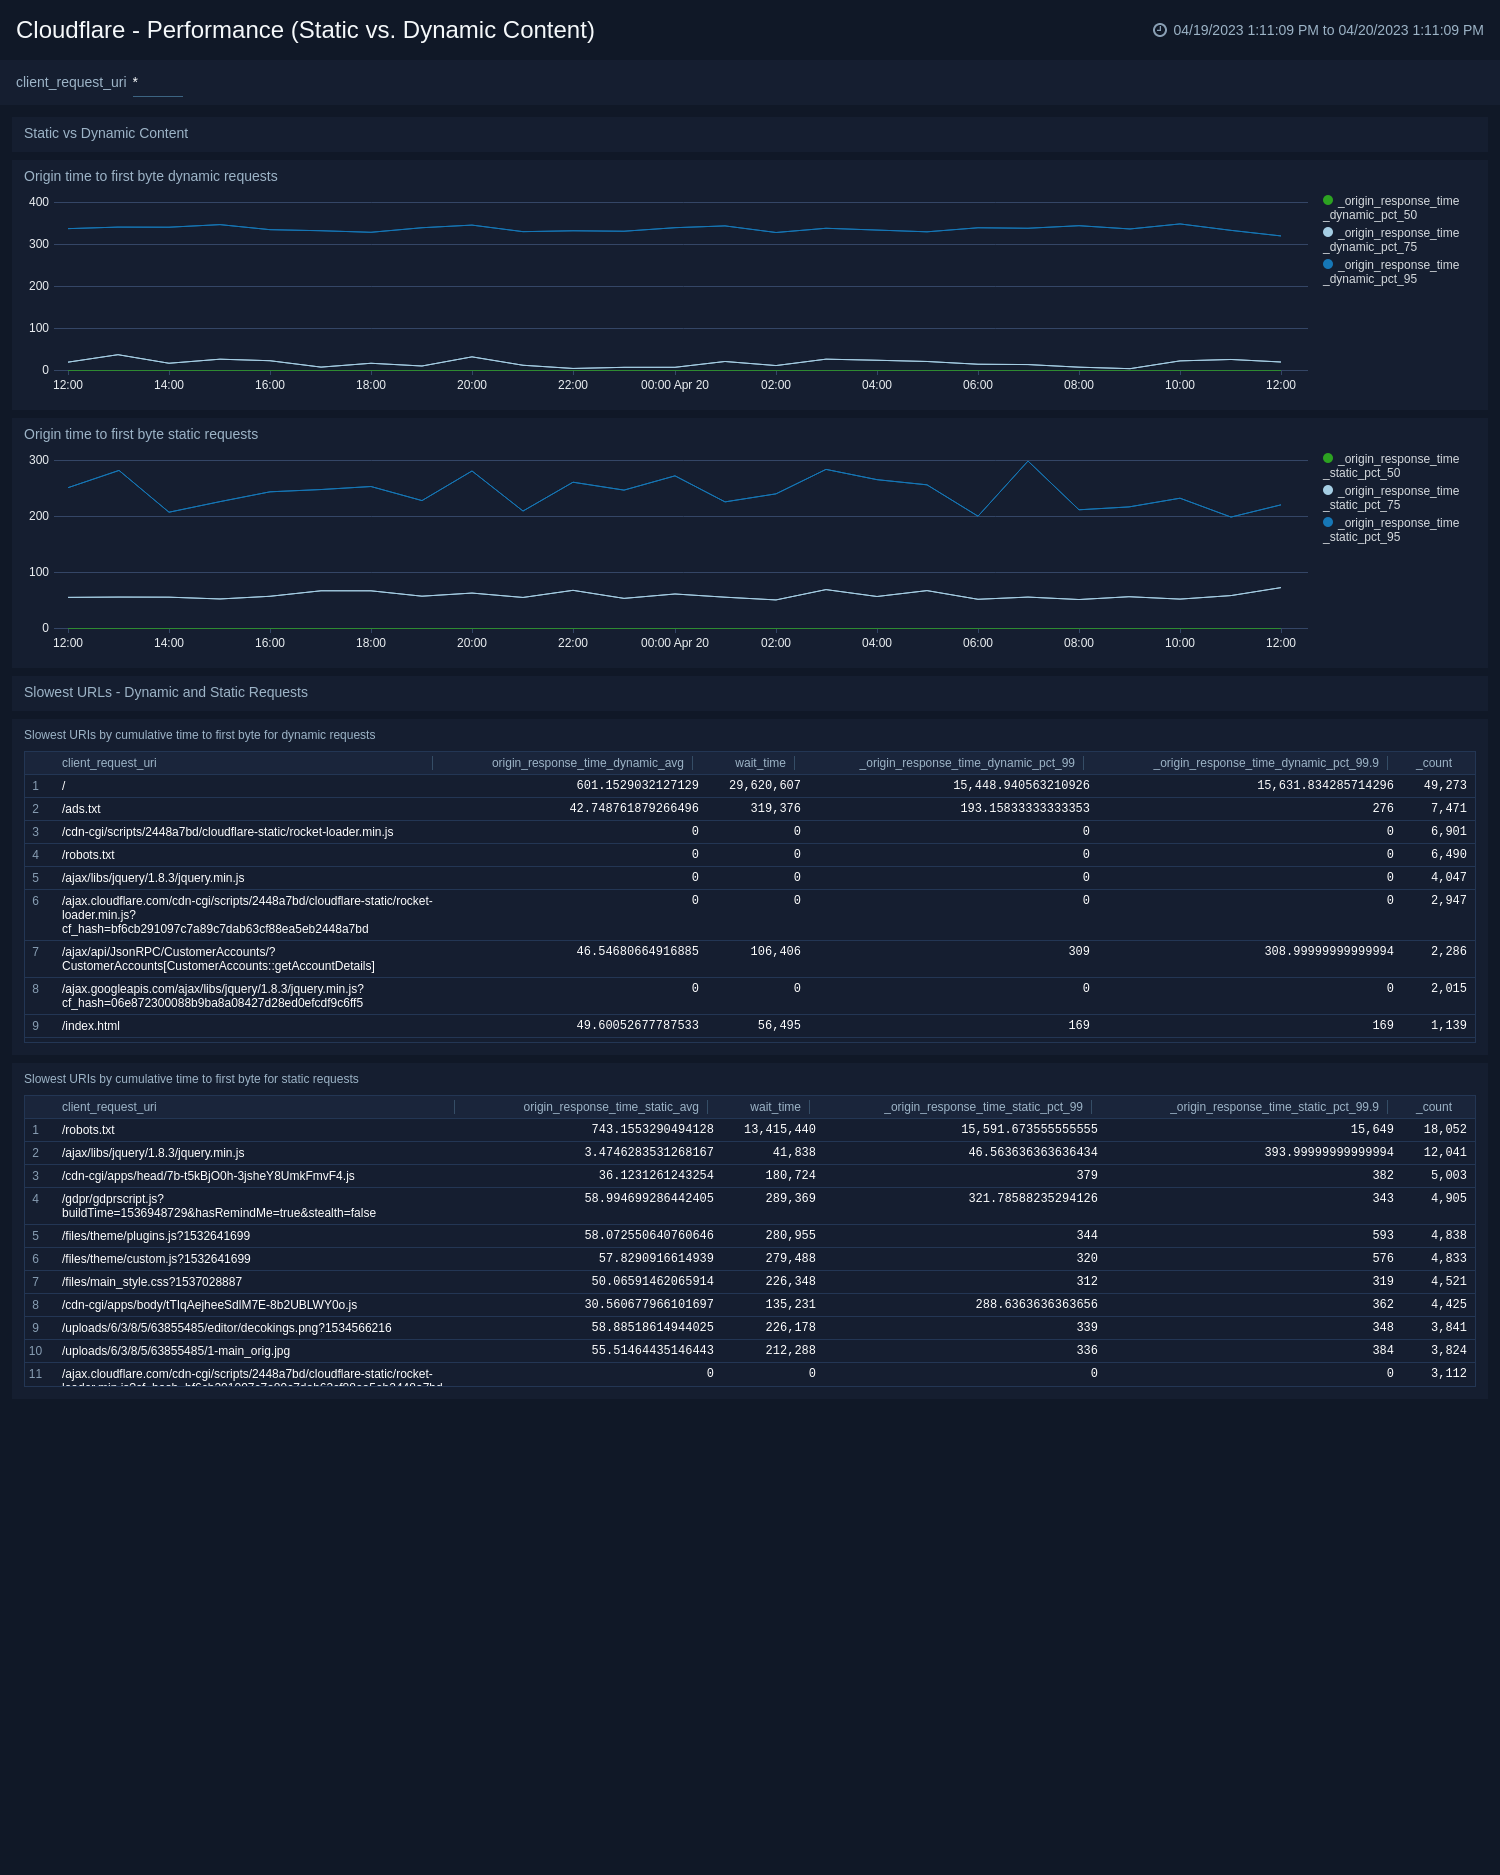 Cloudflare - Performance (Static vs. Dynamic Content)
04/19/2023 1:11:09 PM to 04/20/2023 1:11:09 PM
client_request_uri *
Static vs Dynamic Content
Origin time to first byte dynamic requests
400
300
200
100
0
12:00 14:00 16:00 18:00 20:00 22:00 00:00 Apr 20 02:00 04:00 06:00 08:00 10:00 12:00
_origin_response_time
_dynamic_pct_50
_origin_response_time
_dynamic_pct_75
_origin_response_time
_dynamic_pct_95
Origin time to first byte static requests
300
200
100
0
12:00 14:00 16:00 18:00 20:00 22:00 00:00 Apr 20 02:00 04:00 06:00 08:00 10:00 12:00
_origin_response_time
_static_pct_50
_origin_response_time
_static_pct_75
_origin_response_time
_static_pct_95
Slowest URLs - Dynamic and Static Requests
Slowest URIs by cumulative time to first byte for dynamic requests
client_request_uri origin_response_time_dynamic_avg wait_time _origin_response_time_dynamic_pct_99 _origin_response_time_dynamic_pct_99.9 _count
1 / 601.1529032127129 29,620,607 15,448.940563210926 15,631.834285714296 49,273
2 /ads.txt 42.748761879266496 319,376 193.15833333333353 276 7,471
3 /cdn-cgi/scripts/2448a7bd/cloudflare-static/rocket-loader.min.js 0 0 0 0 6,901
4 /robots.txt 0 0 0 0 6,490
5 /ajax/libs/jquery/1.8.3/jquery.min.js 0 0 0 0 4,047
6 /ajax.cloudflare.com/cdn-cgi/scripts/2448a7bd/cloudflare-static/rocket- 0 0 0 0 2,947
loader.min.js?
cf_hash=bf6cb291097c7a89c7dab63cf88ea5eb2448a7bd
7 /ajax/api/JsonRPC/CustomerAccounts/? 46.54680664916885 106,406 309 308.99999999999994 2,286
CustomerAccounts[CustomerAccounts::getAccountDetails]
8 /ajax.googleapis.com/ajax/libs/jquery/1.8.3/jquery.min.js? 0 0 0 0 2,015
cf_hash=06e872300088b9ba8a08427d28ed0efcdf9c6ff5
9 /index.html 49.60052677787533 56,495 169 169 1,139
Slowest URIs by cumulative time to first byte for static requests
client_request_uri origin_response_time_static_avg wait_time _origin_response_time_static_pct_99 _origin_response_time_static_pct_99.9 _count
1 /robots.txt 743.1553290494128 13,415,440 15,591.673555555555 15,649 18,052
2 /ajax/libs/jquery/1.8.3/jquery.min.js 3.4746283531268167 41,838 46.563636363636434 393.99999999999994 12,041
3 /cdn-cgi/apps/head/7b-t5kBjO0h-3jsheY8UmkFmvF4.js 36.1231261243254 180,724 379 382 5,003
4 /gdpr/gdprscript.js? 58.994699286442405 289,369 321.78588235294126 343 4,905
buildTime=1536948729&hasRemindMe=true&stealth=false
5 /files/theme/plugins.js?1532641699 58.072550640760646 280,955 344 593 4,838
6 /files/theme/custom.js?1532641699 57.8290916614939 279,488 320 576 4,833
7 /files/main_style.css?1537028887 50.06591462065914 226,348 312 319 4,521
8 /cdn-cgi/apps/body/tTIqAejheeSdlM7E-8b2UBLWY0o.js 30.560677966101697 135,231 288.6363636363656 362 4,425
9 /uploads/6/3/8/5/63855485/editor/decokings.png?1534566216 58.88518614944025 226,178 339 348 3,841
10 /uploads/6/3/8/5/63855485/1-main_orig.jpg 55.51464435146443 212,288 336 384 3,824
11 /ajax.cloudflare.com/cdn-cgi/scripts/2448a7bd/cloudflare-static/rocket- 0 0 0 0 3,112